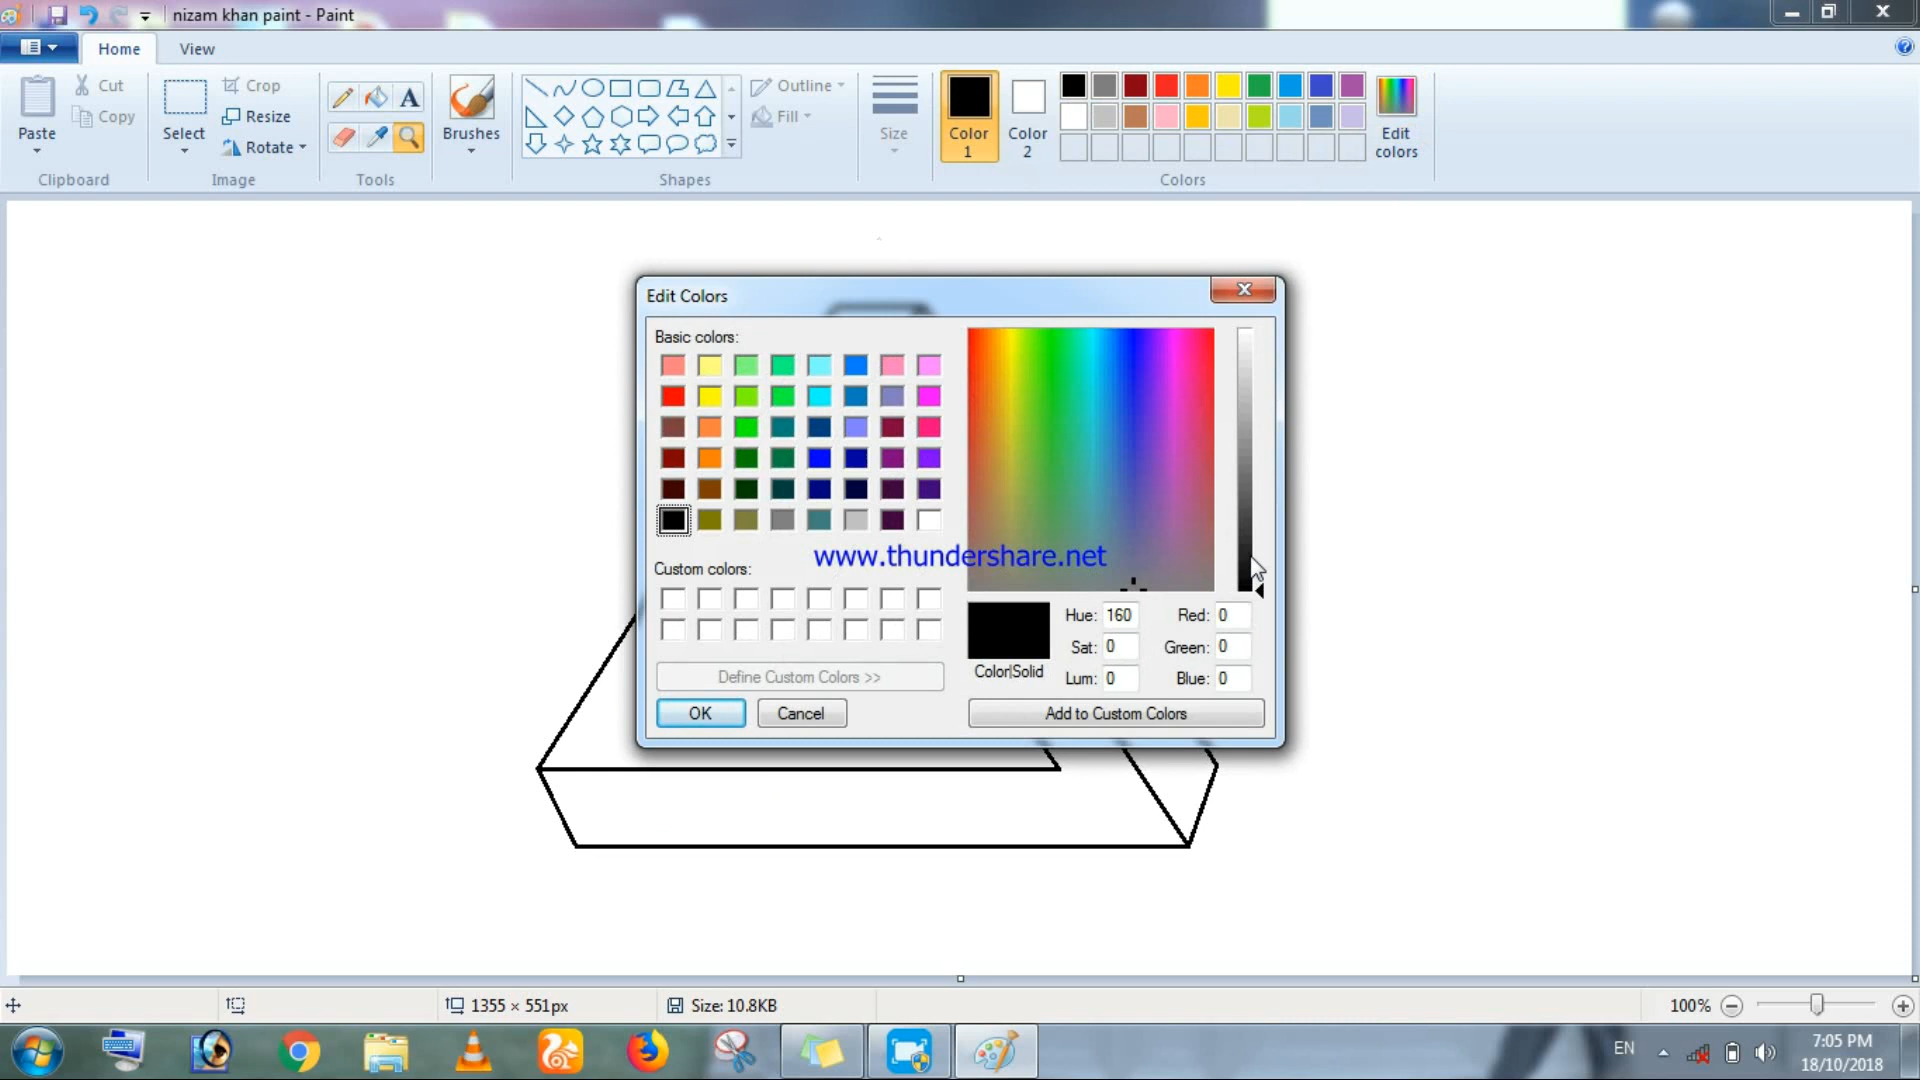 nizam khan paint - Paint
Home
View
Paste
Cut
Copy
Clipboard
Select
Crop
Resize
Rotate
Image
A
Tools
Brushes
Shapes
Outline
Fill
Size
Color
1
Color
2
Edit
colors
Colors
Edit Colors
Basic colors:
www.thundershare.net
Custom colors:
Define Custom Colors >>
OK
Cancel
Color|Solid
Hue: 160
Sat: 0
Lum: 0
Red: 0
Green: 0
Blue: 0
Add to Custom Colors
1355 × 551px
Size: 10.8KB
100%
EN
7:05 PM
18/10/2018